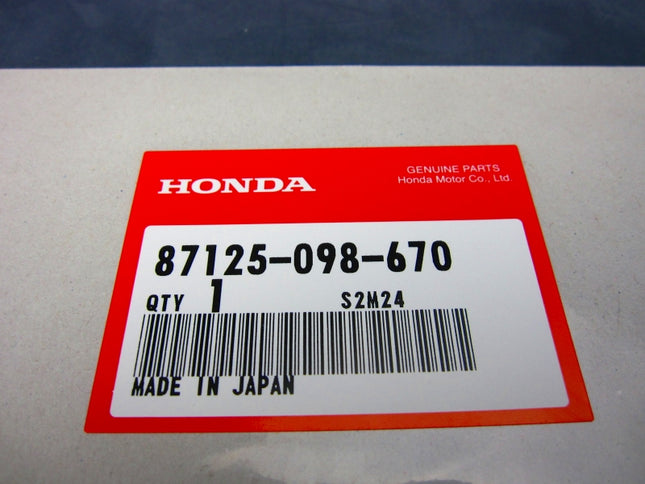 HONDA
GENUINE PARTS
Honda Motor Co., Ltd.
87125-098-670
QTY 1 S2M24
MADE IN JAPAN